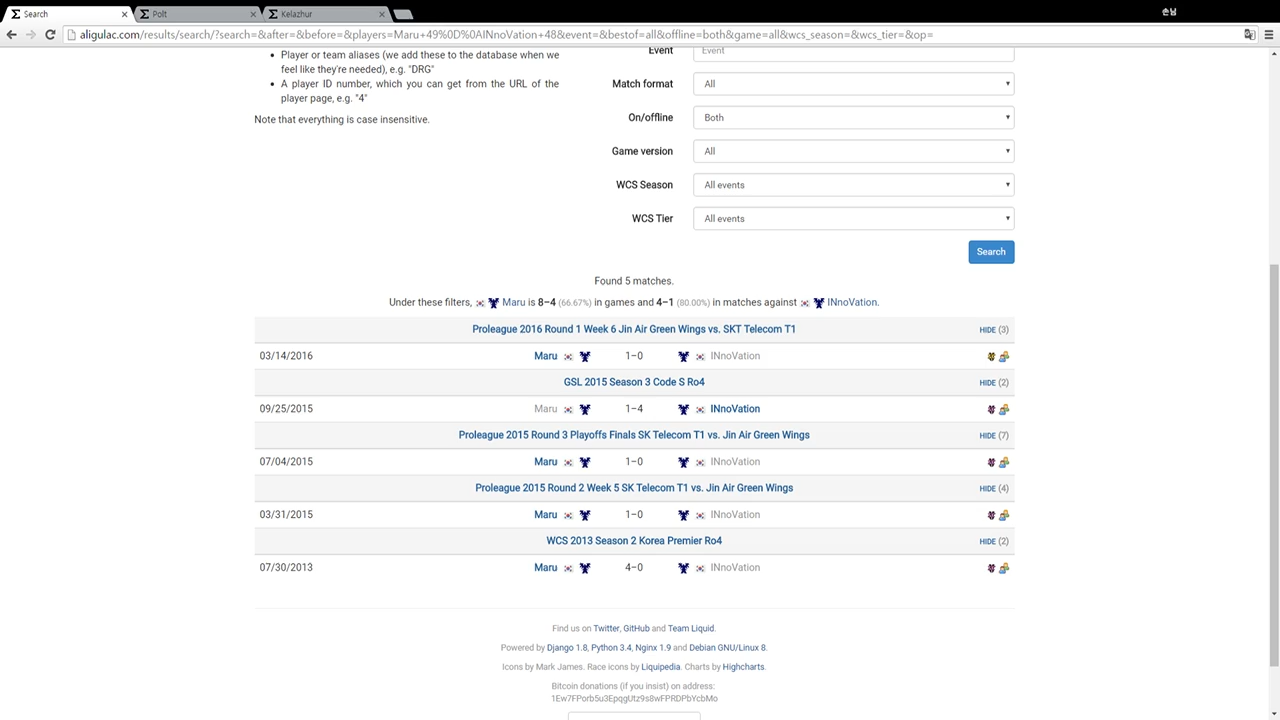 Search
Polt
Kelazhur
손님
aligulac.com/results/search/?search=&after=&before=&players=Maru+49%0D%0AINnoVation+48&event=&bestof=all&offline=both&game=all&wcs_season=&wcs_tier=&op=
Player or team aliases (we add these to the database when we
feel like they're needed), e.g. "DRG"
A player ID number, which you can get from the URL of the
player page, e.g. "4"
Note that everything is case insensitive.
Event Event
Match format All
On/offline Both
Game version All
WCS Season All events
WCS Tier All events
Search
Found 5 matches.
Under these filters, Maru is 8–4 (66.67%) in games and 4–1 (80.00%) in matches against INnoVation.
Proleague 2016 Round 1 Week 6 Jin Air Green Wings vs. SKT Telecom T1 HIDE (3)
03/14/2016 Maru 1–0 INnoVation
GSL 2015 Season 3 Code S Ro4 HIDE (2)
09/25/2015 Maru 1–4 INnoVation
Proleague 2015 Round 3 Playoffs Finals SK Telecom T1 vs. Jin Air Green Wings HIDE (7)
07/04/2015 Maru 1–0 INnoVation
Proleague 2015 Round 2 Week 5 SK Telecom T1 vs. Jin Air Green Wings HIDE (4)
03/31/2015 Maru 1–0 INnoVation
WCS 2013 Season 2 Korea Premier Ro4 HIDE (2)
07/30/2013 Maru 4–0 INnoVation
Find us on Twitter, GitHub and Team Liquid.
Powered by Django 1.8, Python 3.4, Nginx 1.9 and Debian GNU/Linux 8.
Icons by Mark James. Race icons by Liquipedia. Charts by Highcharts.
Bitcoin donations (if you insist) on address:
1Ew7FPorb5u3EpqgUtz9s8wFPRDPbYcbMo